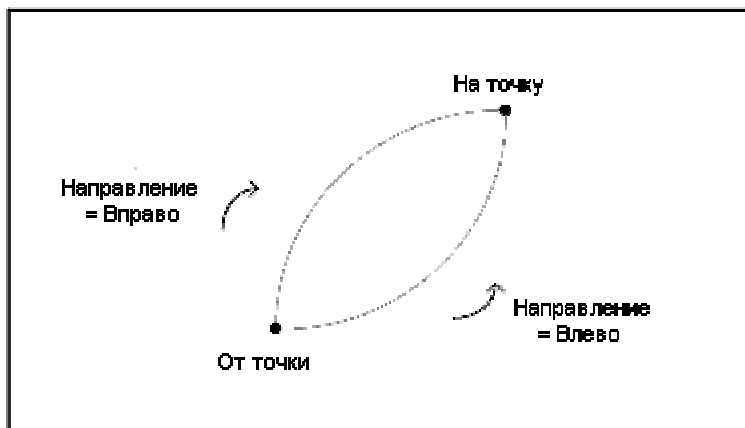 На точку
Направление
= Вправо
Направление
= Влево
От точки